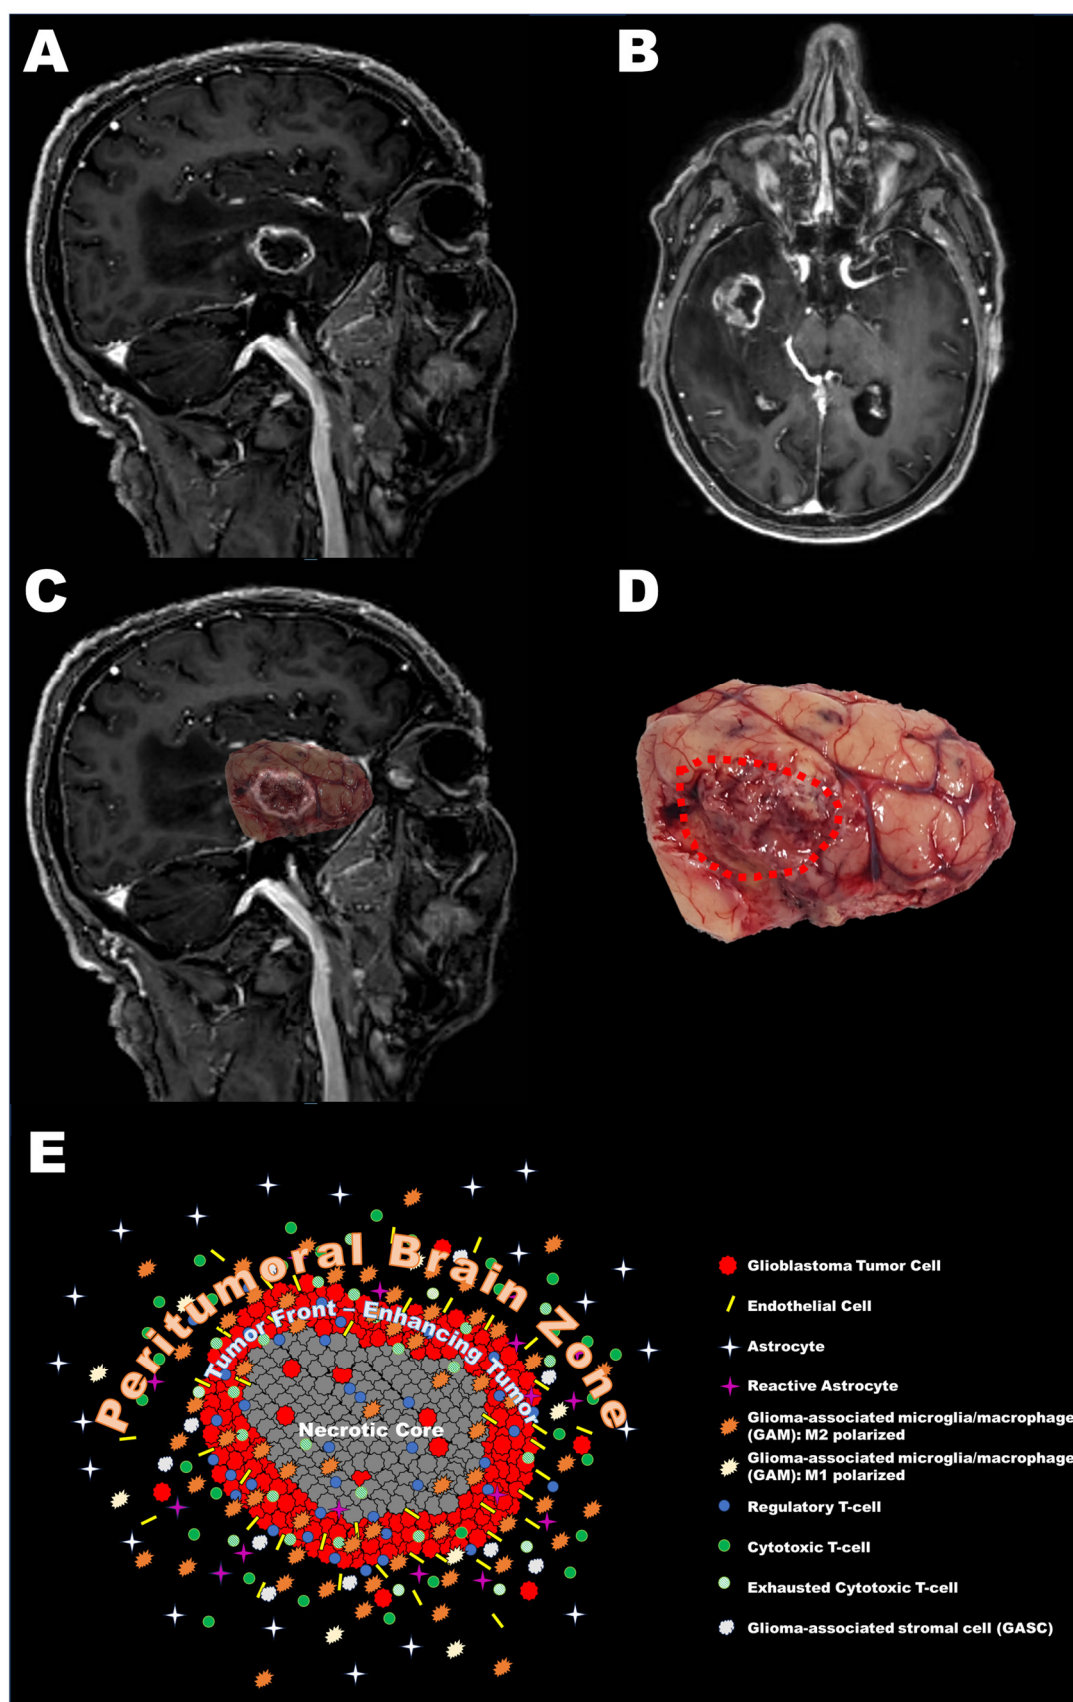 A
B
C
D
E
Peritumoral Brain Zone
Tumor Front – Enhancing Tumor
Necrotic Core
Glioblastoma Tumor Cell
Endothelial Cell
Astrocyte
Reactive Astrocyte
Glioma-associated microglia/macrophage
(GAM): M2 polarized
Glioma-associated microglia/macrophage
(GAM): M1 polarized
Regulatory T-cell
Cytotoxic T-cell
Exhausted Cytotoxic T-cell
Glioma-associated stromal cell (GASC)